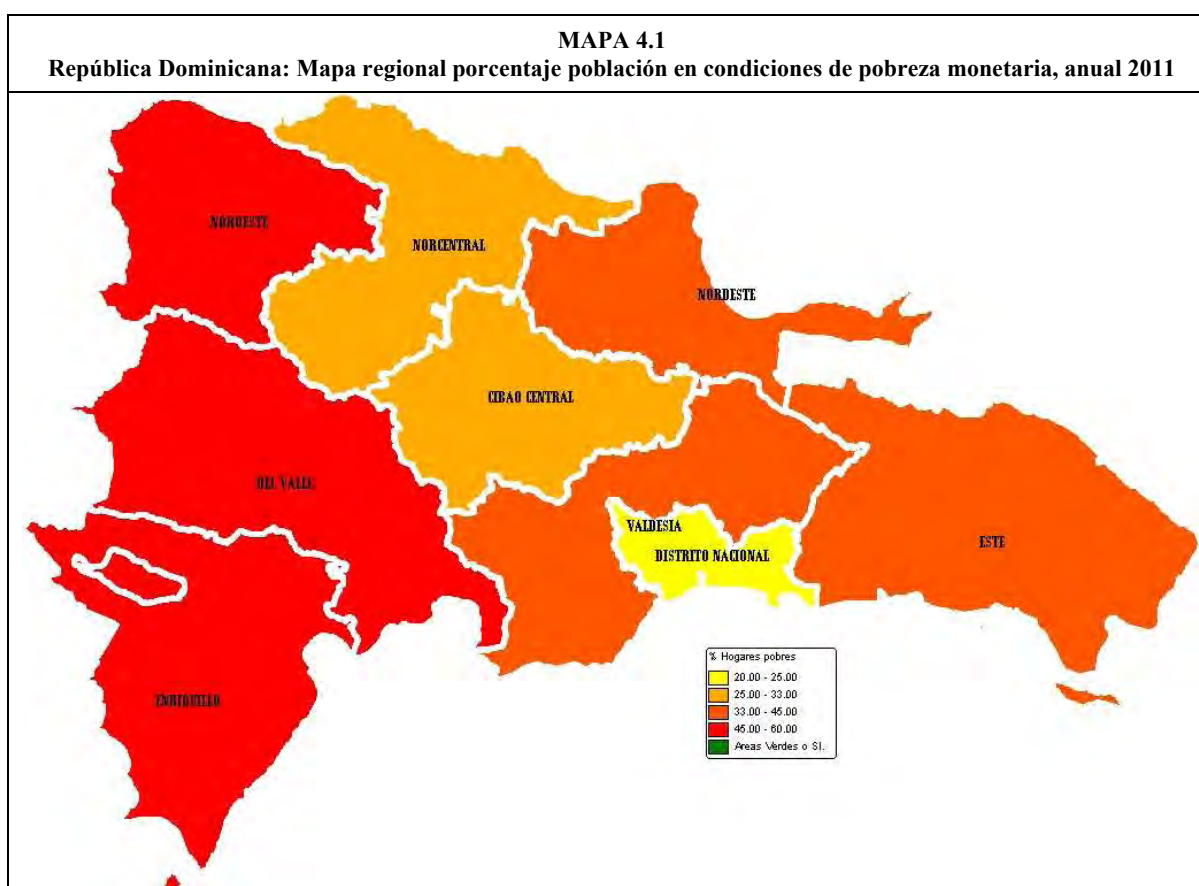 MAPA 4.1
República Dominicana: Mapa regional porcentaje población en condiciones de pobreza monetaria, anual 2011
NOROESTE
NORCENTRAL
NORDESTE
CIBAO CENTRAL
DEL VALLE
VALDESIA
DISTRITO NACIONAL
ESTE
ENRIQUILLO
% Hogares pobres
20.00 - 25.00
25.00 - 33.00
33.00 - 45.00
45.00 - 60.00
Areas Verdes o SI.